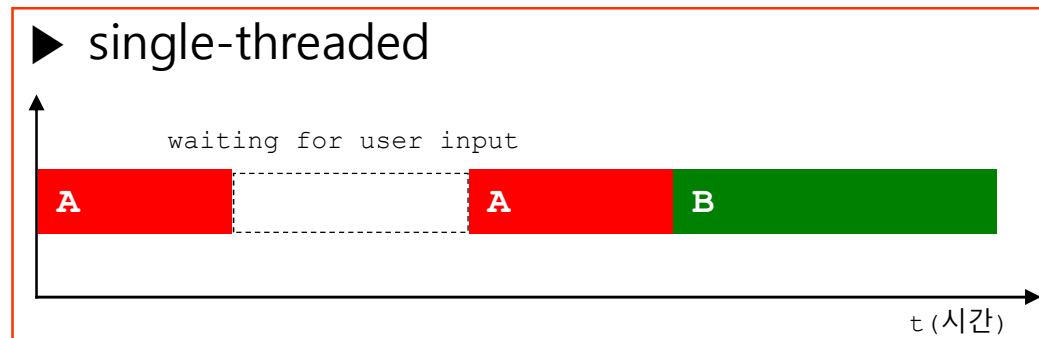 ▶ single-threaded
waiting for user input
A A B
t(시간)